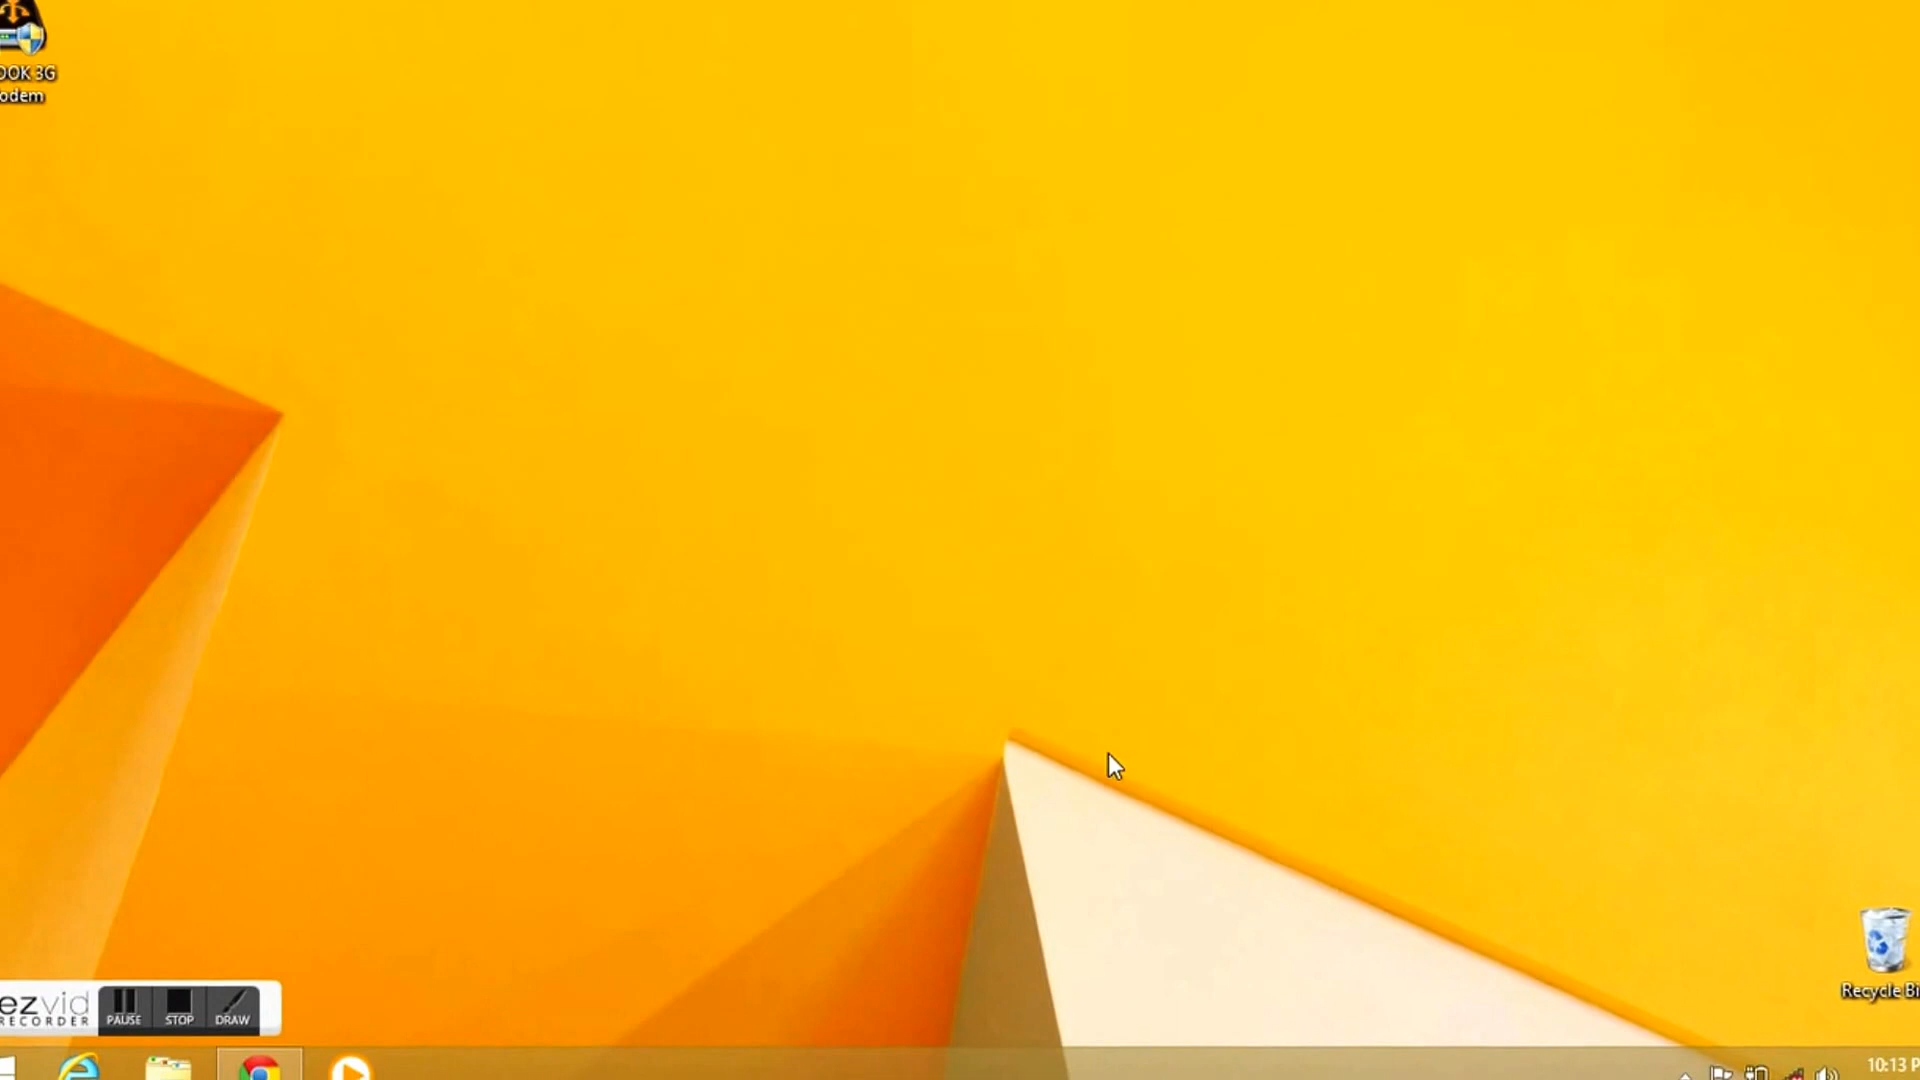 OOK 3G
odem
ezvid
RECORDER
PAUSE
STOP
DRAW
Recycle Bi
10:13 P